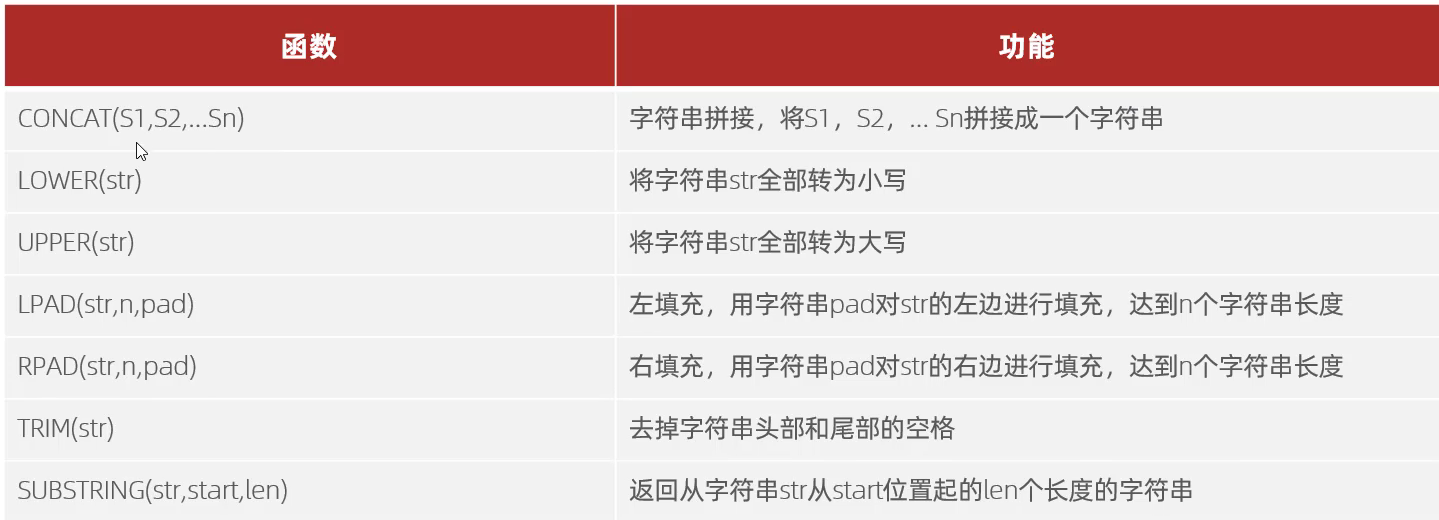 函数 功能
CONCAT(S1,S2,...Sn) 字符串拼接，将S1，S2，... Sn拼接成一个字符串
LOWER(str) 将字符串str全部转为小写
UPPER(str) 将字符串str全部转为大写
LPAD(str,n,pad) 左填充，用字符串pad对str的左边进行填充，达到n个字符串长度
RPAD(str,n,pad) 右填充，用字符串pad对str的右边进行填充，达到n个字符串长度
TRIM(str) 去掉字符串头部和尾部的空格
SUBSTRING(str,start,len) 返回从字符串str从start位置起的len个长度的字符串